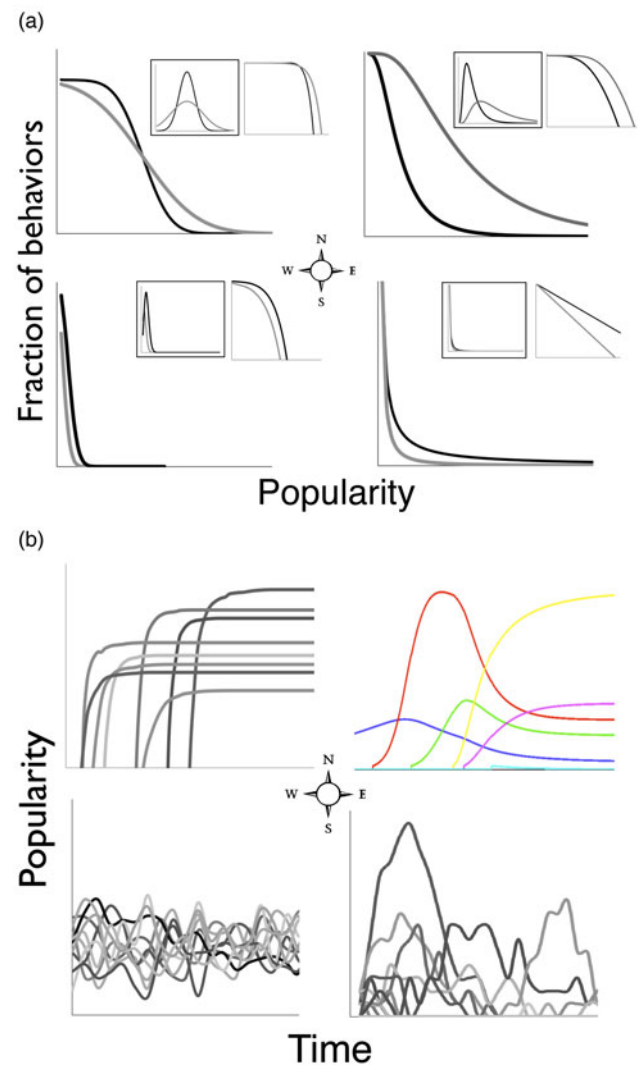 (a)
Fraction of behaviors
N
W E
S
Popularity
(b)
Popularity
N
W E
S
Time